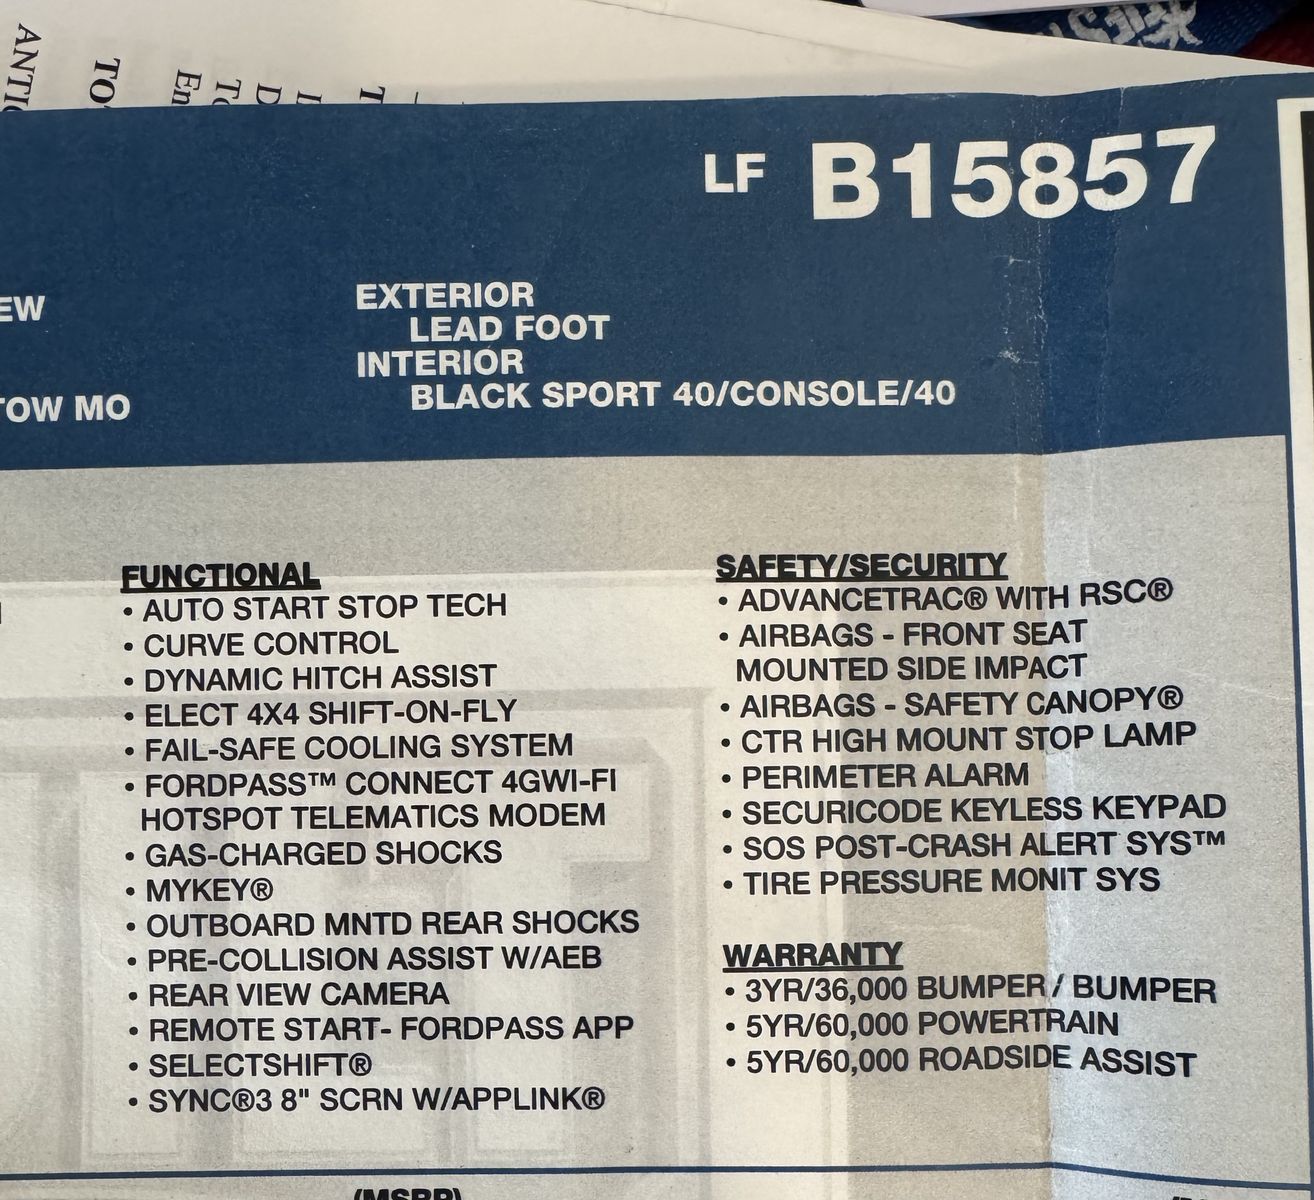 ANTI
TO
En
T
LF B15857
EW
EXTERIOR
LEAD FOOT
INTERIOR
TOW MO
BLACK SPORT 40/CONSOLE/40
FUNCTIONAL
• AUTO START STOP TECH
• CURVE CONTROL
• DYNAMIC HITCH ASSIST
• ELECT 4X4 SHIFT-ON-FLY
• FAIL-SAFE COOLING SYSTEM
• FORDPASS™ CONNECT 4GWI-FI
HOTSPOT TELEMATICS MODEM
• GAS-CHARGED SHOCKS
• MYKEY®
• OUTBOARD MNTD REAR SHOCKS
• PRE-COLLISION ASSIST W/AEB
• REAR VIEW CAMERA
• REMOTE START- FORDPASS APP
• SELECTSHIFT®
• SYNC®3 8" SCRN W/APPLINK®
SAFETY/SECURITY
• ADVANCETRAC® WITH RSC®
• AIRBAGS - FRONT SEAT
MOUNTED SIDE IMPACT
• AIRBAGS - SAFETY CANOPY®
• CTR HIGH MOUNT STOP LAMP
• PERIMETER ALARM
• SECURICODE KEYLESS KEYPAD
• SOS POST-CRASH ALERT SYS™
• TIRE PRESSURE MONIT SYS
WARRANTY
• 3YR/36,000 BUMPER / BUMPER
• 5YR/60,000 POWERTRAIN
• 5YR/60,000 ROADSIDE ASSIST
(MSRP)